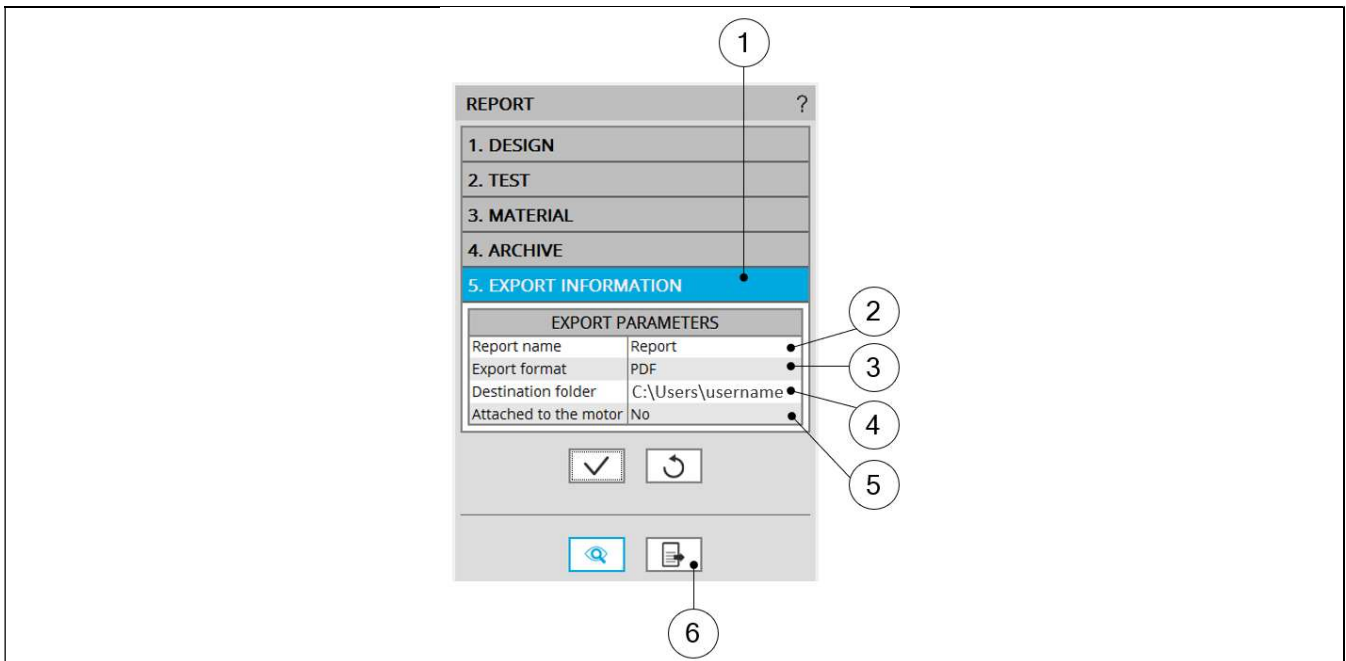 1
REPORT ?
1. DESIGN
2. TEST
3. MATERIAL
4. ARCHIVE
5. EXPORT INFORMATION
EXPORT PARAMETERS
2
Report name Report
Export format PDF
3
Destination folder C:\Users\username
Attached to the motor No
4
5
6